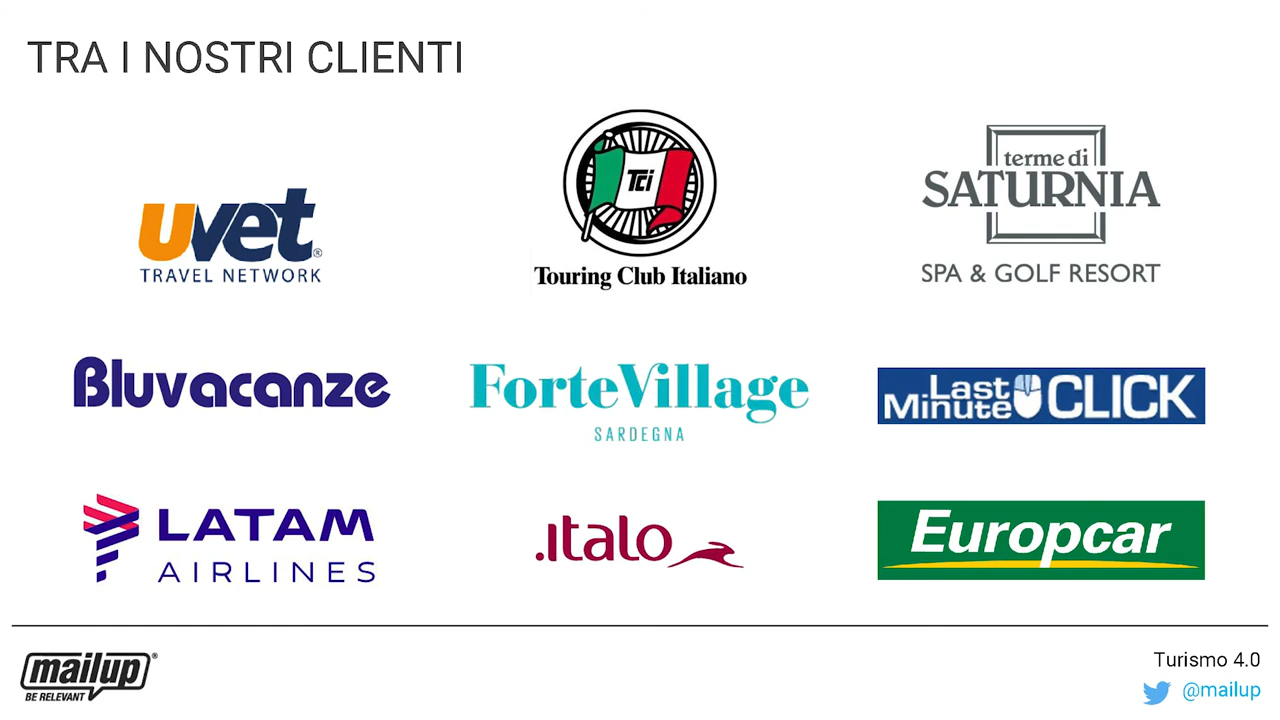 TRA I NOSTRI CLIENTI
uvet®
TRAVEL NETWORK
Tci
Touring Club Italiano
terme di
SATURNIA
SPA & GOLF RESORT
Bluvacanze
ForteVillage
SARDEGNA
Last
Minute CLICK
LATAM
AIRLINES
.italo
Europcar
mailup®
BE RELEVANT
Turismo 4.0
@mailup